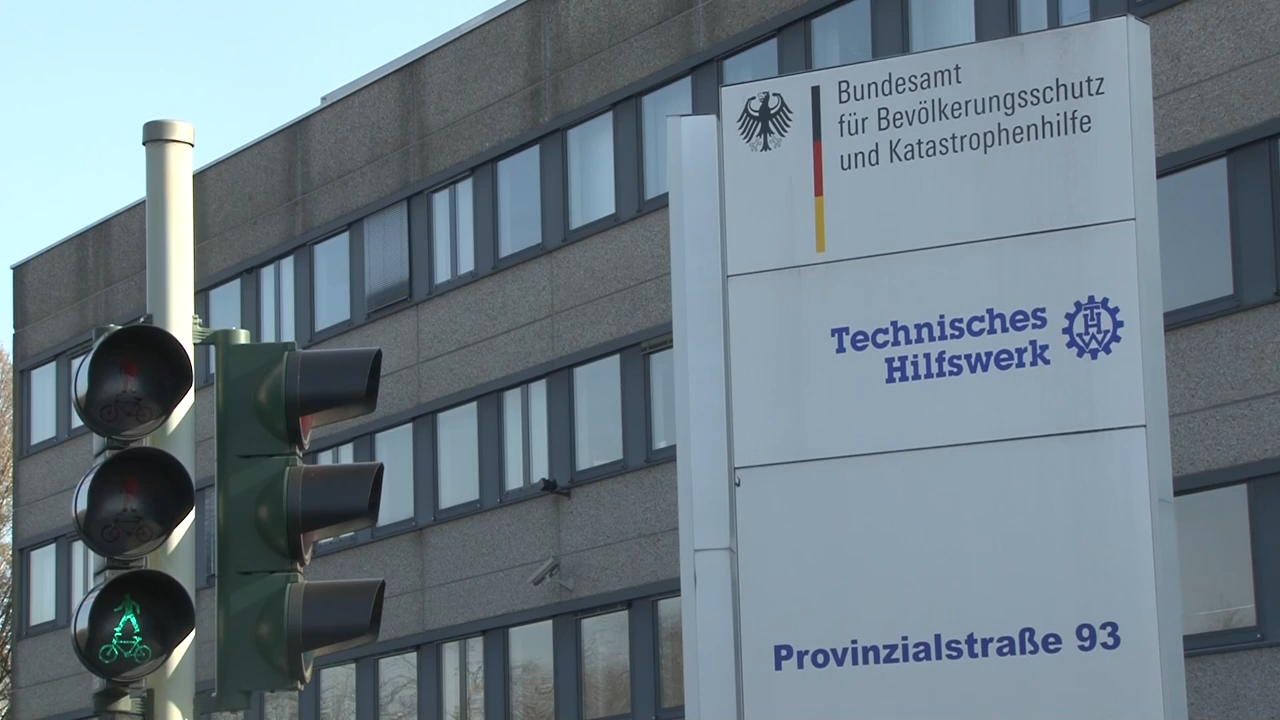 Bundesamt
für Bevölkerungsschutz
und Katastrophenhilfe
Technisches
Hilfswerk
THW
Provinzialstraße 93